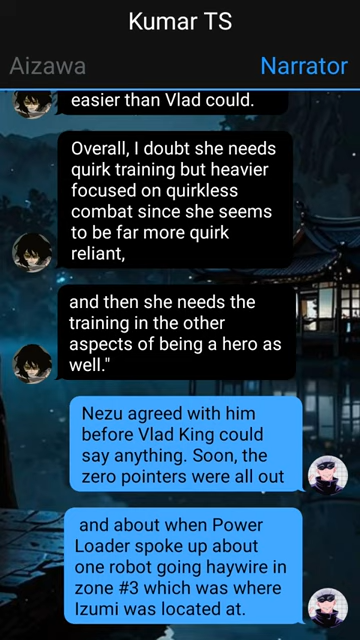 Kumar TS
Aizawa
Narrator
easier than Vlad could.
Overall, I doubt she needs
quirk training but heavier
focused on quirkless
combat since she seems
to be far more quirk
reliant,
and then she needs the
training in the other
aspects of being a hero as
well."
Nezu agreed with him
before Vlad King could
say anything. Soon, the
zero pointers were all out
and about when Power
Loader spoke up about
one robot going haywire in
zone #3 which was where
Izumi was located at.